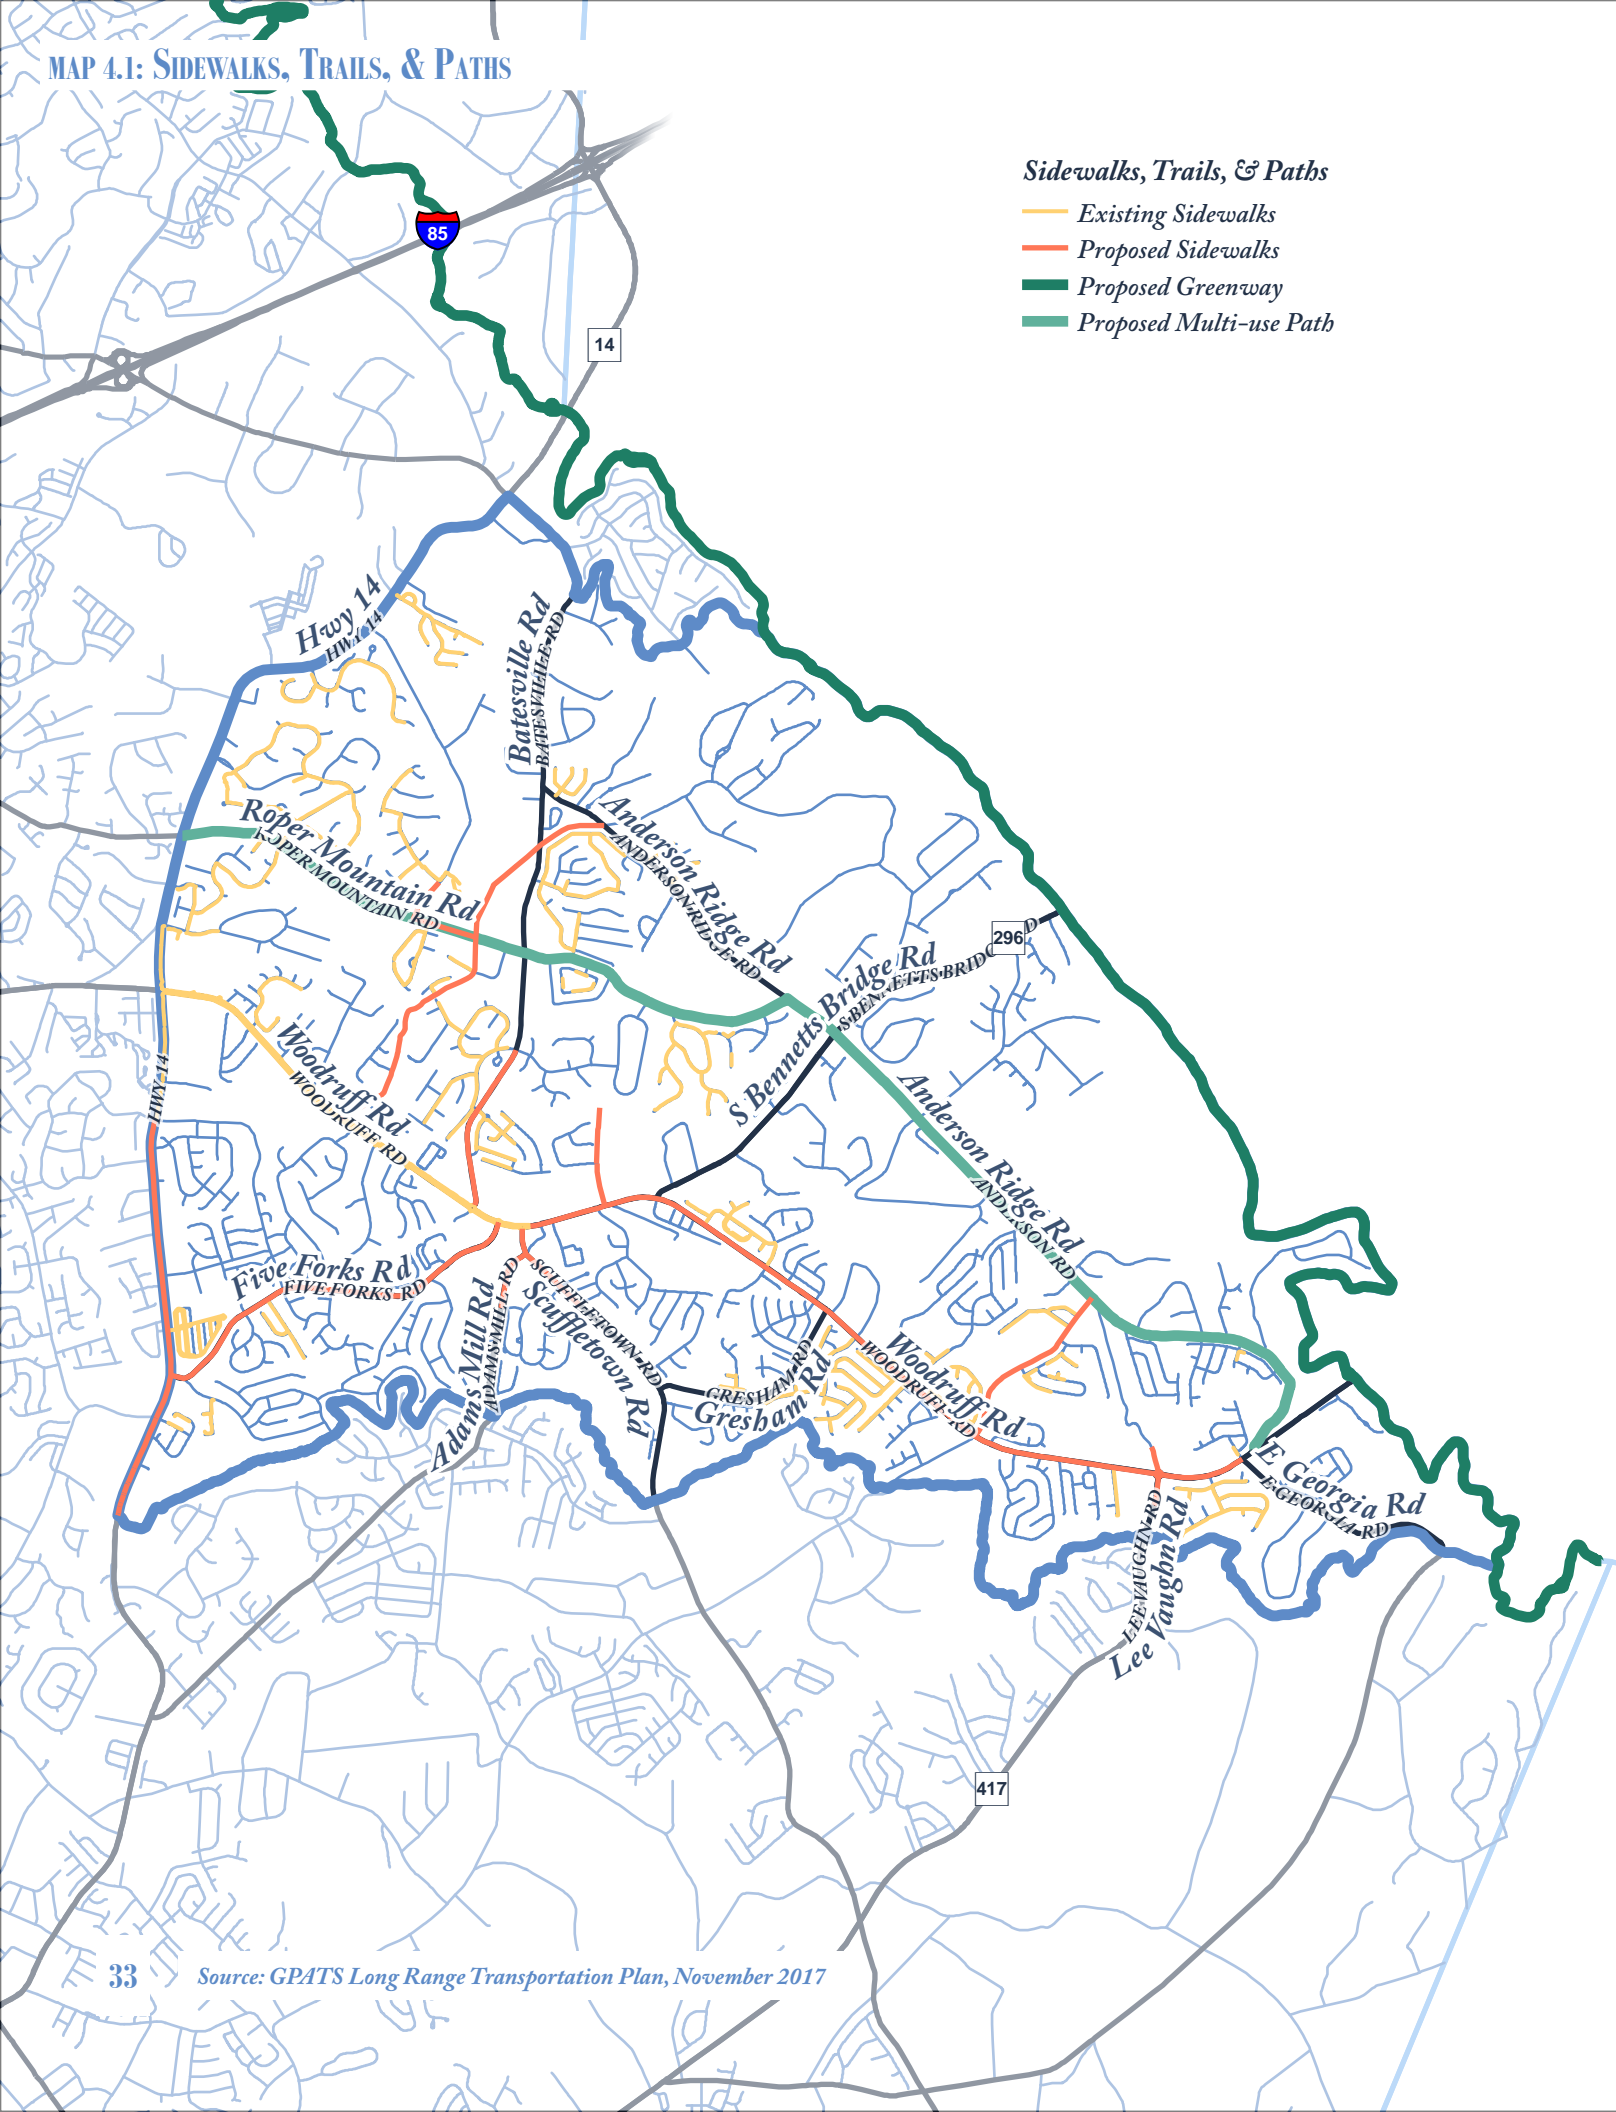 MAP 4.1: SIDEWALKS, TRAILS, & PATHS
Sidewalks, Trails, & Paths
Existing Sidewalks
Proposed Sidewalks
Proposed Greenway
Proposed Multi-use Path
85
14
Hwy 14
HWY 14
Batesville Rd
BATESVILLE RD
Roper Mountain Rd
ROPER MOUNTAIN RD
Anderson Ridge Rd
ANDERSON RIDGE RD
296
S Bennetts Bridge Rd
S BENNETTS BRIDG D
HWY 14
Woodruff Rd
WOODRUFF RD
Anderson Ridge Rd
ANDERSON RD
Five Forks Rd
FIVE FORKS RD
Adams Mill Rd
ADAMS MILL RD
SCUFFLETOWN RD
Scuffletown Rd
GRESHAM RD
Gresham Rd
Woodruff Rd
WOODRUFF RD
E Georgia Rd
E GEORGIA RD
LEE VAUGHN RD
Lee Vaughn Rd
417
33
Source: GPATS Long Range Transportation Plan, November 2017